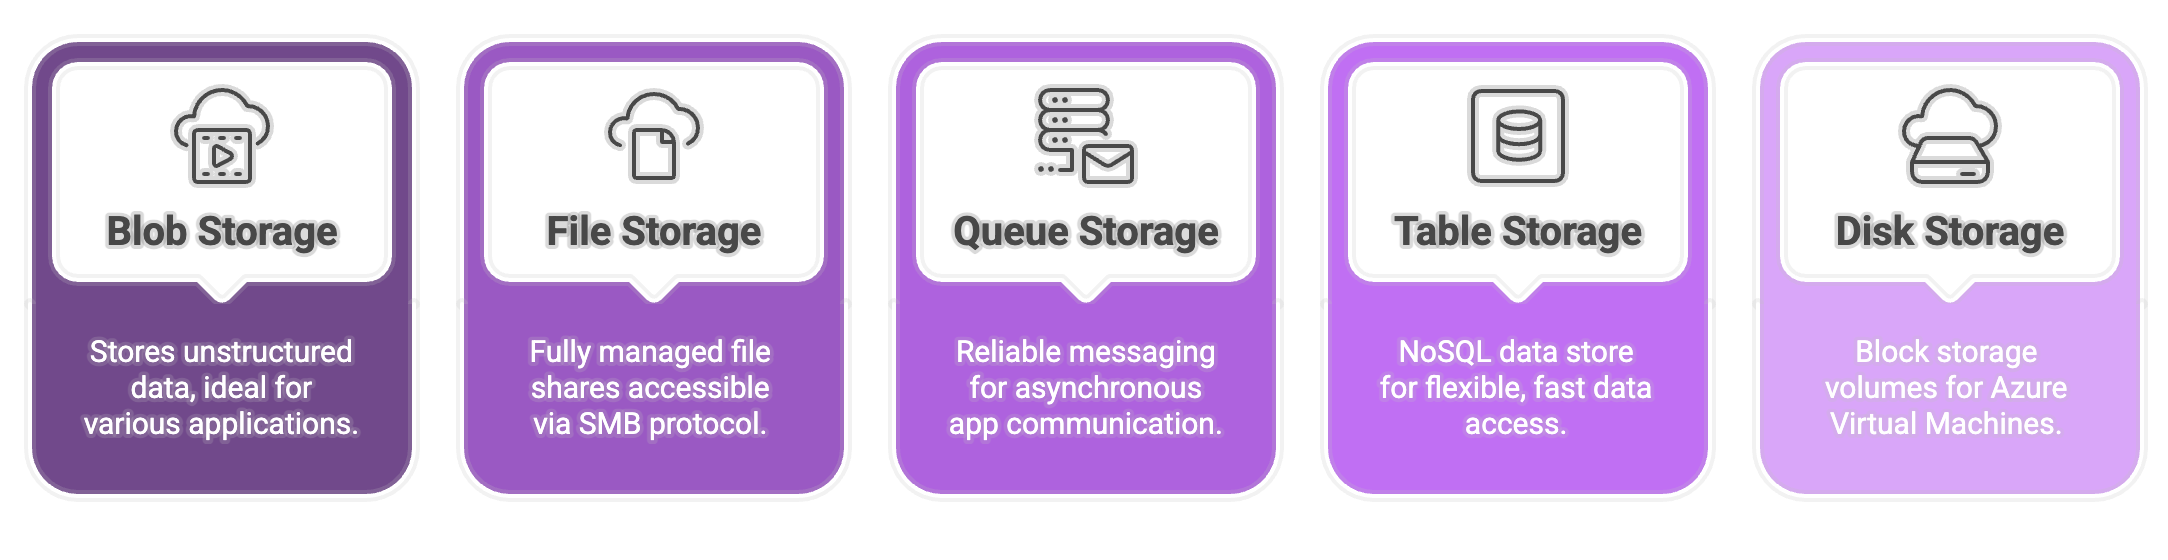 Blob Storage
Stores unstructured
data, ideal for
various applications.
File Storage
Fully managed file
shares accessible
via SMB protocol.
Queue Storage
Reliable messaging
for asynchronous
app communication.
Table Storage
NoSQL data store
for flexible, fast data
access.
Disk Storage
Block storage
volumes for Azure
Virtual Machines.